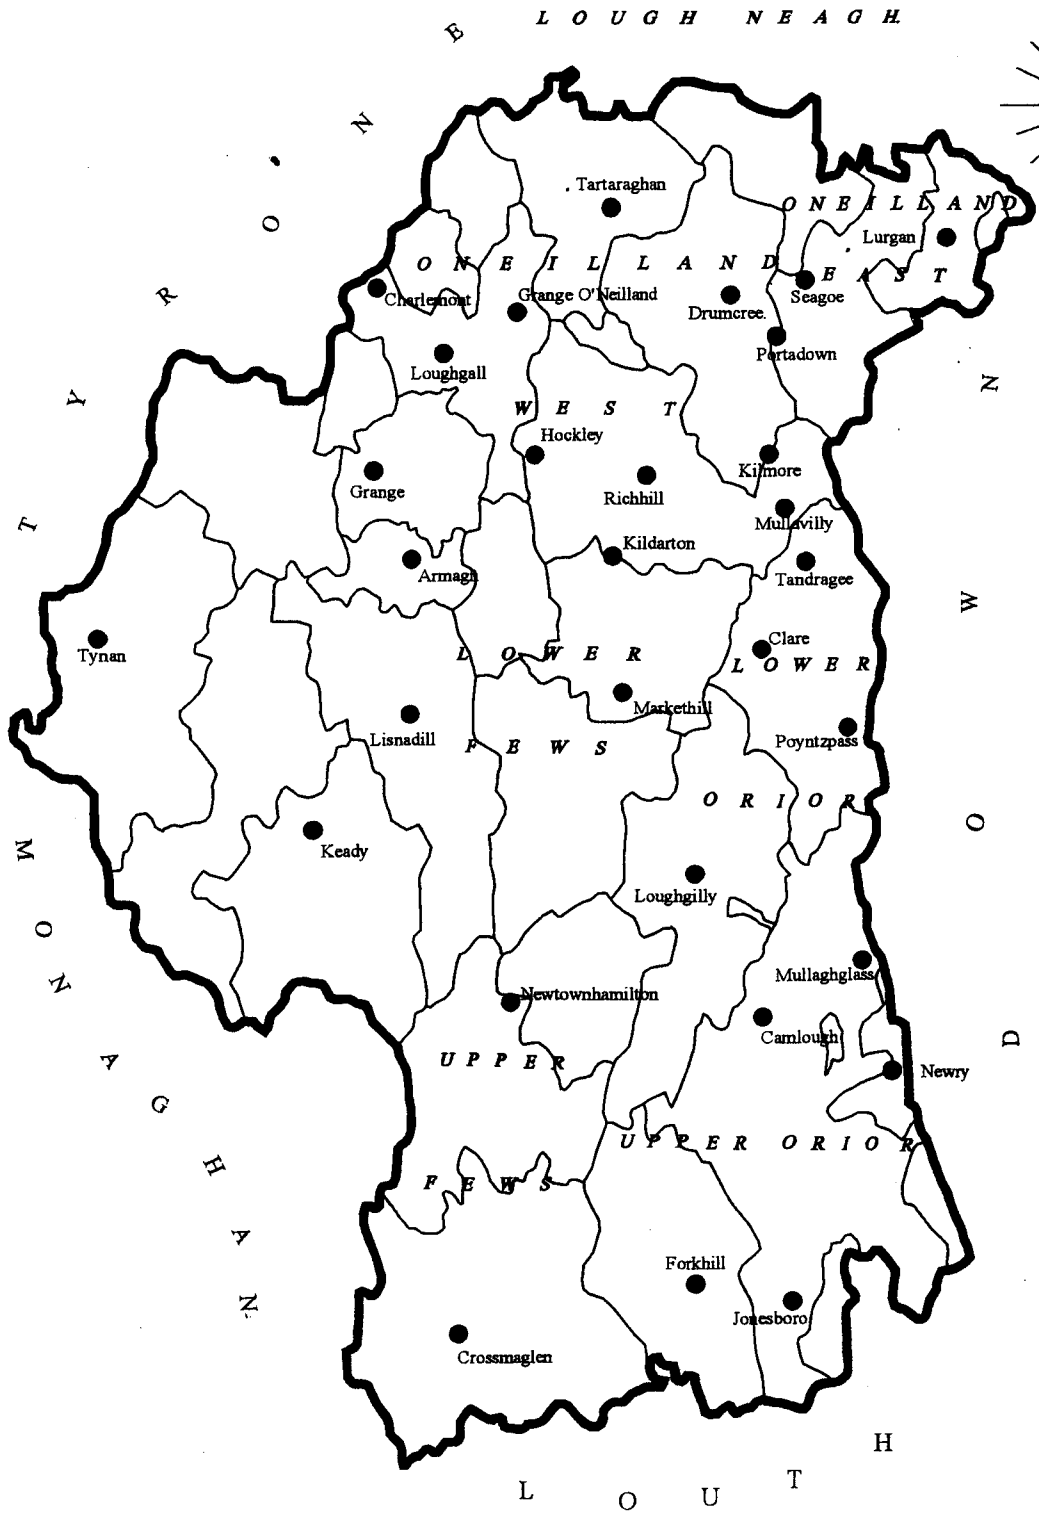 LOUGH NEAGH
TYRONE
Tartaraghan
ONEILLAND
EAST
Lurgan
ONEILLAND
WEST
Charlemont
Grange O'Neilland
Drumcree.
Seagoe
Portadown
Loughgall
Hockley
Kilmore
Grange
Richhill
Mullavilly
Kildarton
Armagh
Tandragee
Tynan
Clare
LOWER
FEWS
LOWER
ORIOR
Markethill
Lisnadill
Poyntzpass
Keady
Loughgilly
Mullaghglass
Newtownhamilton
Camlough
Newry
UPPER
FEWS
UPPER ORIOR
Forkhill
Jonesboro
Crossmaglen
MONAGHAN
DOWN
LOUTH